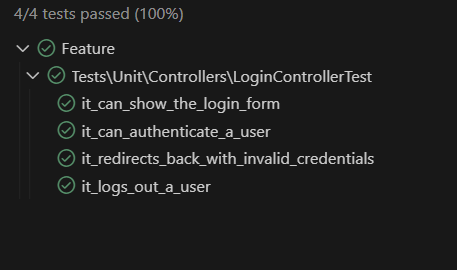 4/4 tests passed (100%)
Feature
Tests\Unit\Controllers\LoginControllerTest
it_can_show_the_login_form
it_can_authenticate_a_user
it_redirects_back_with_invalid_credentials
it_logs_out_a_user